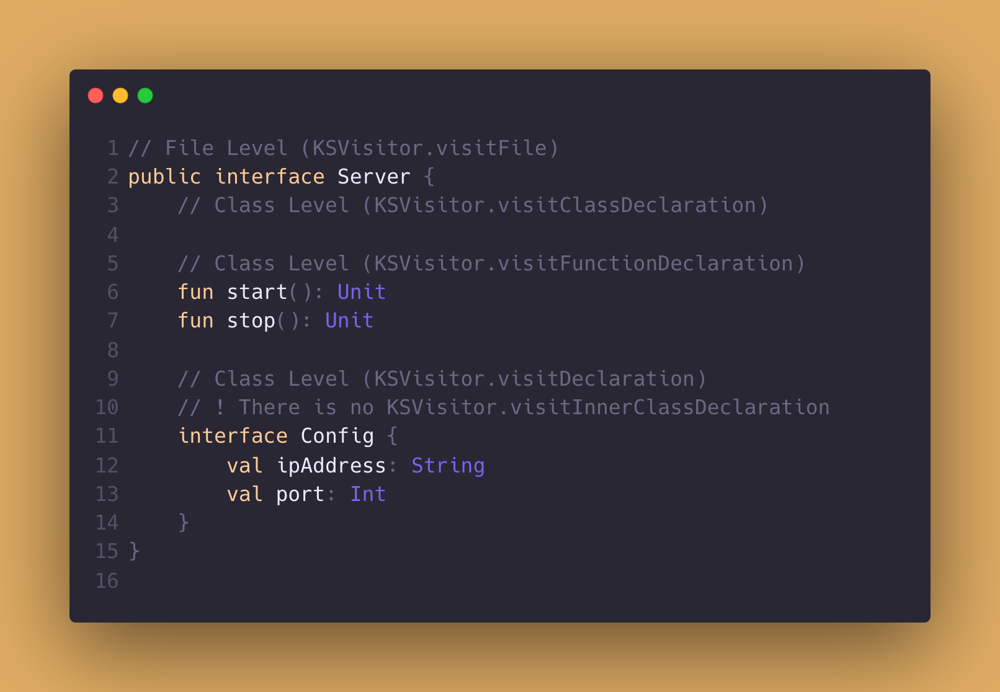 1 // File Level (KSVisitor.visitFile)
2 public interface Server {
3     // Class Level (KSVisitor.visitClassDeclaration)
4
5     // Class Level (KSVisitor.visitFunctionDeclaration)
6     fun start(): Unit
7     fun stop(): Unit
8
9     // Class Level (KSVisitor.visitDeclaration)
10     // ! There is no KSVisitor.visitInnerClassDeclaration
11     interface Config {
12         val ipAddress: String
13         val port: Int
14     }
15 }
16